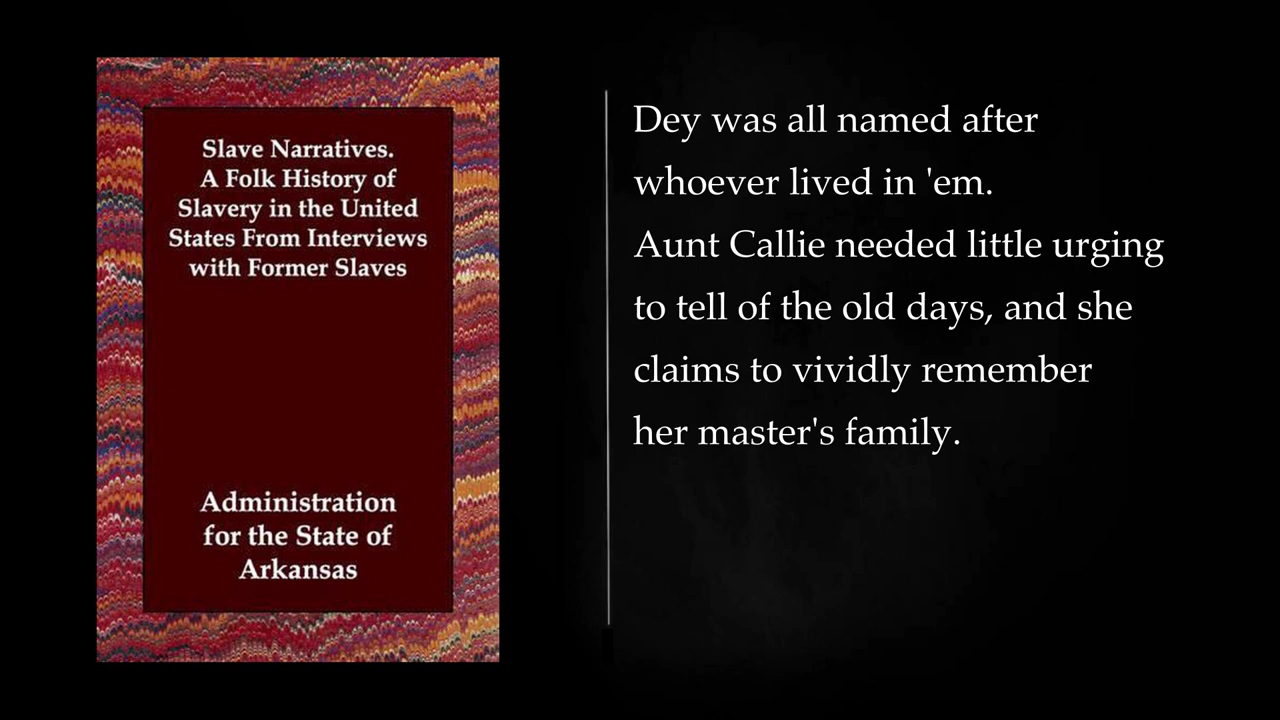 Slave Narratives.
A Folk History of
Slavery in the United
States From Interviews
with Former Slaves
Administration
for the State of
Arkansas
Dey was all named after
whoever lived in 'em.
Aunt Callie needed little urging
to tell of the old days, and she
claims to vividly remember
her master's family.